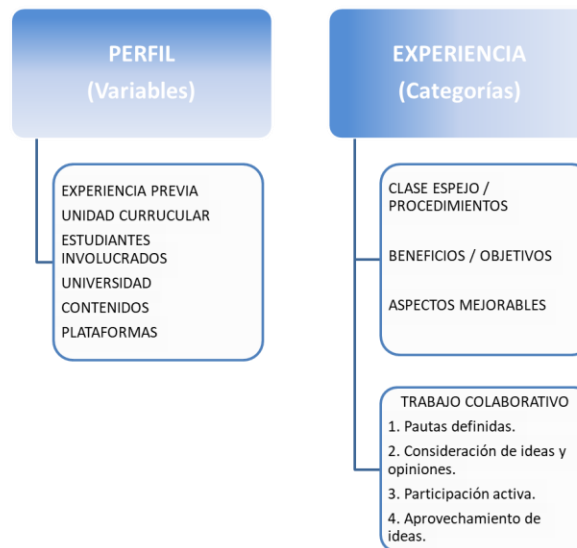 PERFIL
(Variables)
EXPERIENCIA PREVIA
UNIDAD CURRUCULAR
ESTUDIANTES
INVOLUCRADOS
UNIVERSIDAD
CONTENIDOS
PLATAFORMAS
EXPERIENCIA
(Categorías)
CLASE ESPEJO /
PROCEDIMIENTOS
BENEFICIOS / OBJETIVOS
ASPECTOS MEJORABLES
TRABAJO COLABORATIVO
1. Pautas definidas.
2. Consideración de ideas y
opiniones.
3. Participación activa.
4. Aprovechamiento de
ideas.